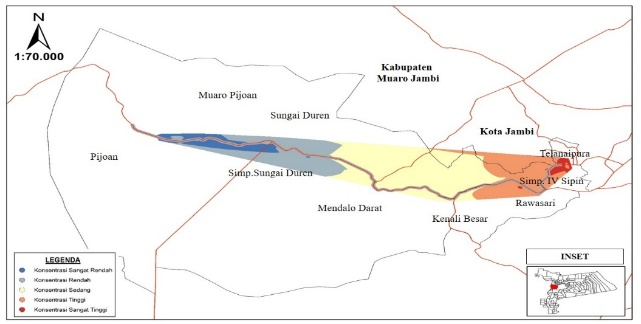 N
1:70.000
Kabupaten
Muaro Jambi
Muaro Pijoan
Sungai Duren
Kota Jambi
Telanaipara
Pijoan
Simp.Sungai Duren
Simp. IV Sipin
Mendalo Darat
Rawasari
Kenali Besar
LEGENDA
Konsentrasi Sangat Rendah
Konsentrasi Rendah
Konsentrasi Sedang
Konsentrasi Tinggi
Konsentrasi Sangat Tinggi
INSET